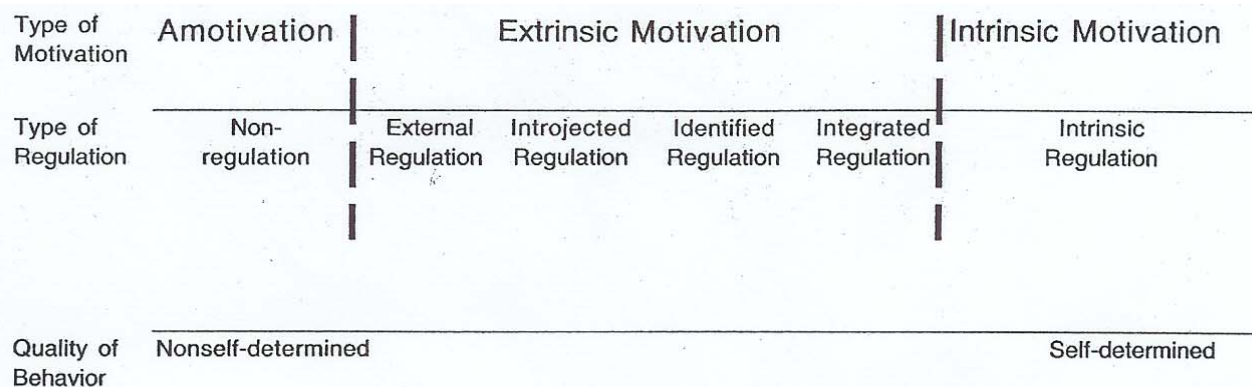 Type of Motivation
Amotivation
Extrinsic Motivation
Intrinsic Motivation
Type of Regulation
Non-regulation
External Regulation
Introjected Regulation
Identified Regulation
Integrated Regulation
Intrinsic Regulation
Quality of Behavior
Nonself-determined
Self-determined